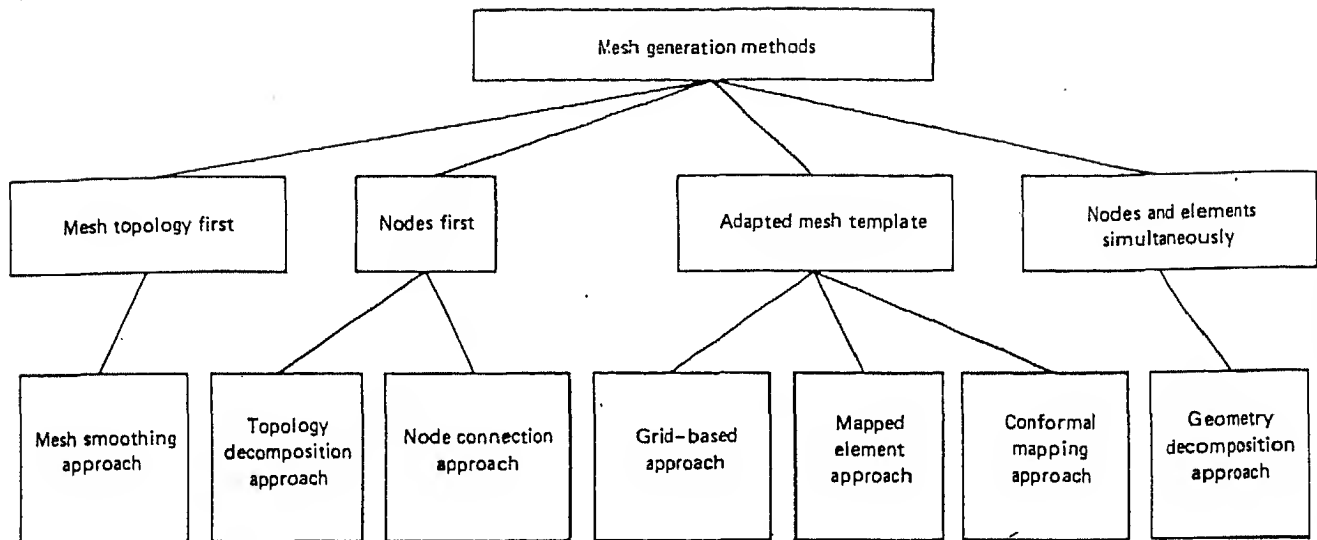 Mesh generation methods
Mesh topology first
Nodes first
Adapted mesh template
Nodes and elements
simultaneously
Mesh smoothing
approach
Topology
decomposition
approach
Node connection
approach
Grid-based
approach
Mapped
element
approach
Conformal
mapping
approach
Geometry
decomposition
approach